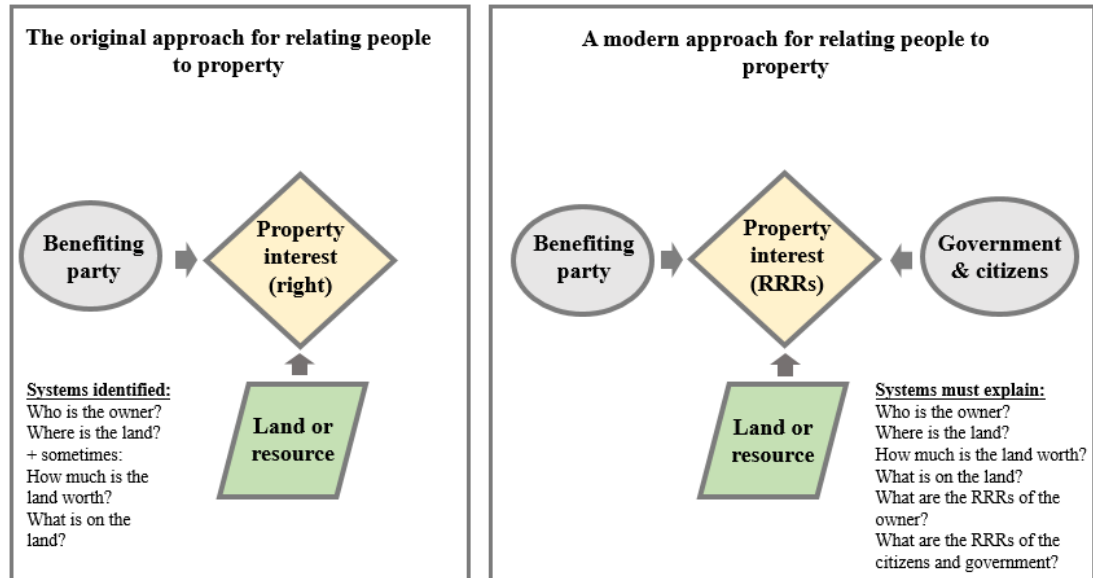 The original approach for relating people
to property
Benefiting
party
Property
interest
(right)
Land or
resource
Systems identified:
Who is the owner?
Where is the land?
+ sometimes:
How much is the
land worth?
What is on the
land?
A modern approach for relating people to
property
Benefiting
party
Property
interest
(RRRs)
Government
& citizens
Land or
resource
Systems must explain:
Who is the owner?
Where is the land?
How much is the land worth?
What is on the land?
What are the RRRs of the
owner?
What are the RRRs of the
citizens and government?